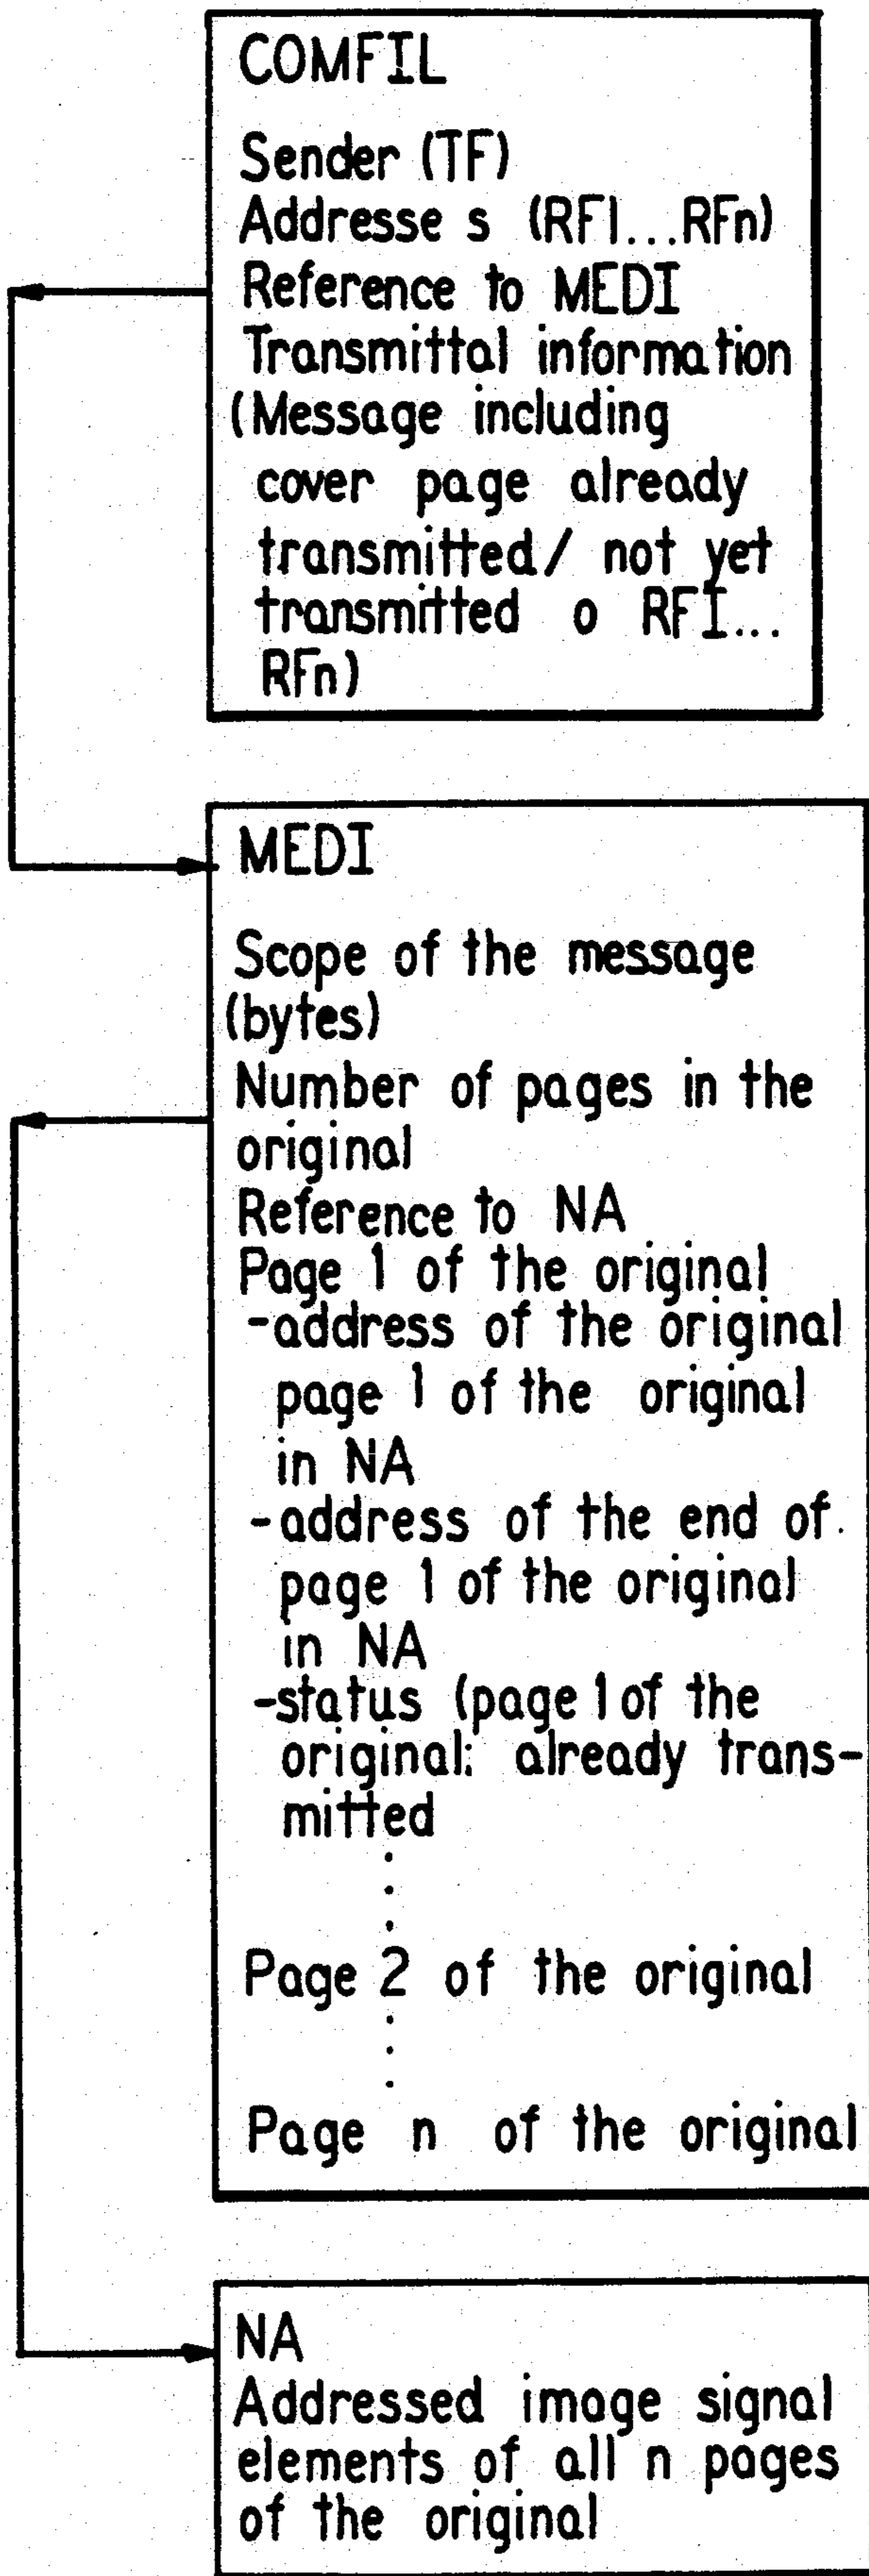 COMFIL
Sender (TF)
Addresse s (RF1...RFn)
Reference to MEDI
Transmittal information
(Message including
cover page already
transmitted/ not yet
transmitted o RFI...
RFn)
MEDI
Scope of the message
(bytes)
Number of pages in the
original
Reference to NA
Page 1 of the original
-address of the original
page 1 of the original
in NA
-address of the end of
page 1 of the original
in NA
-status (page 1 of the
original: already trans-
mitted
Page 2 of the original
Page n of the original
NA
Addressed image signal
elements of all n pages
of the original